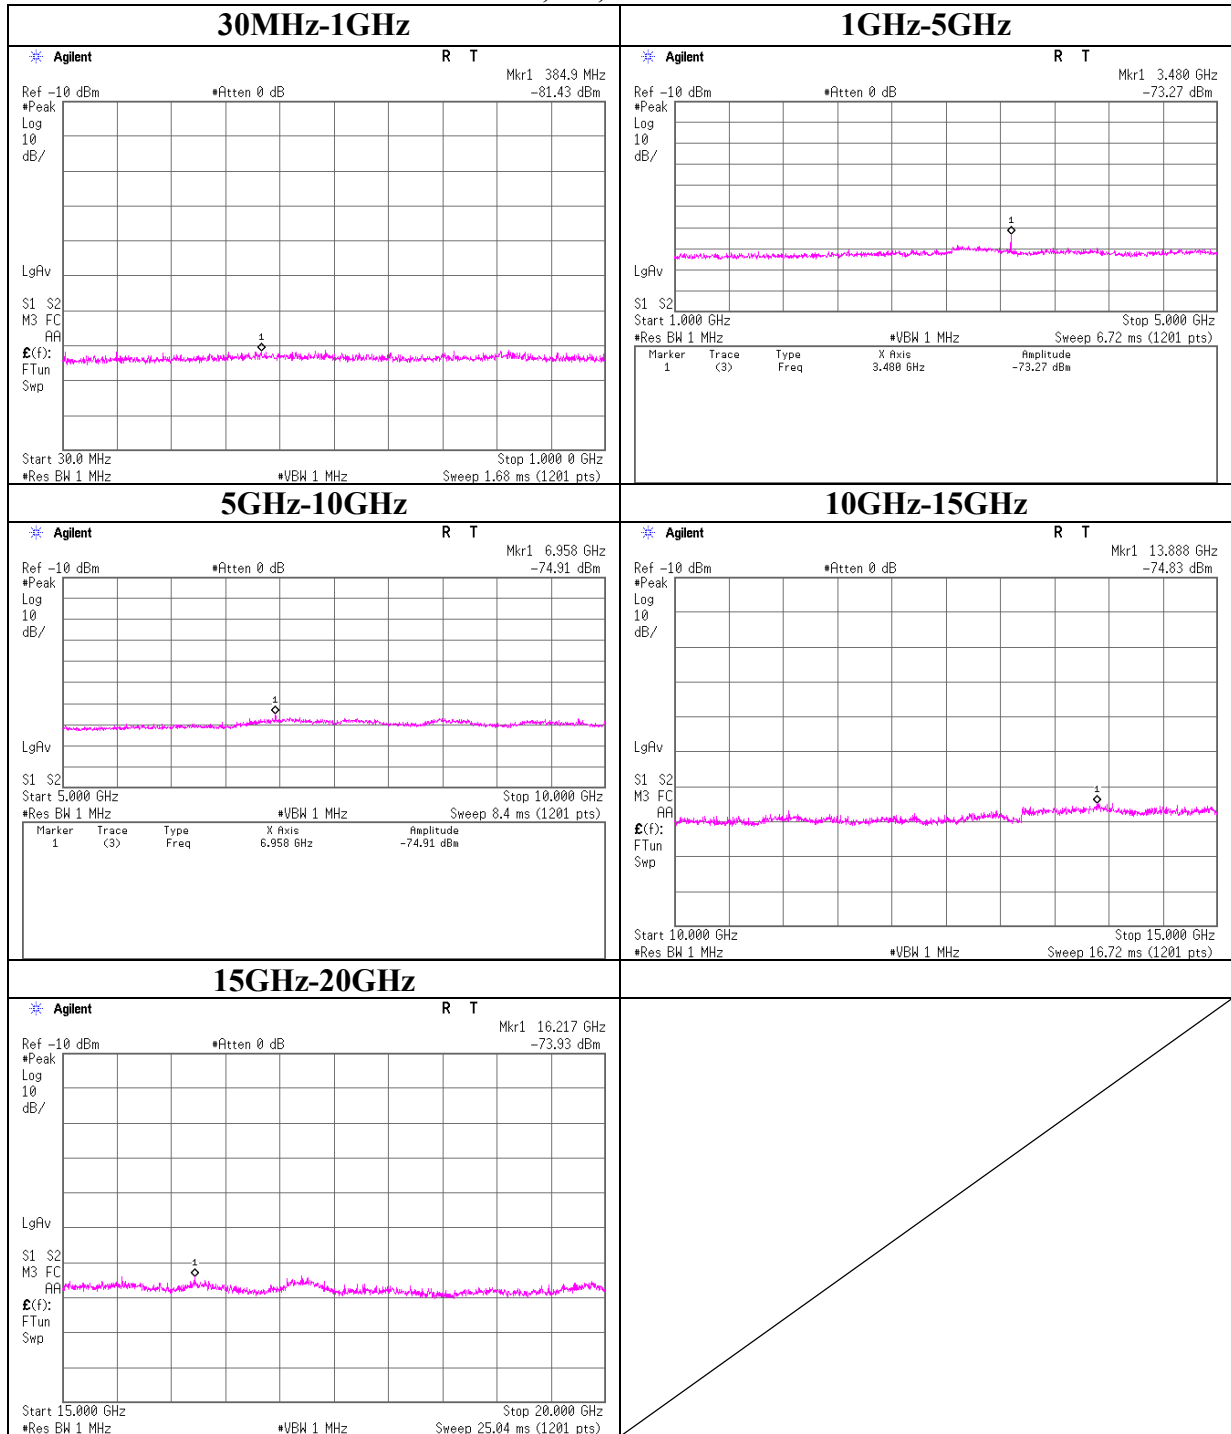 30MHz-1GHz
Agilent R T
Mkr1 384.9 MHz
Ref -10 dBm #Atten 0 dB -81.43 dBm
#Peak
Log
10
dB/
1
LgAv
S1 S2
M3 FC
AA
£(f):
FTun
Swp
Start 30.0 MHz Stop 1.000 0 GHz
#Res BW 1 MHz #VBW 1 MHz Sweep 1.68 ms (1201 pts)
1GHz-5GHz
Agilent R T
Mkr1 3.480 GHz
Ref -10 dBm #Atten 0 dB -73.27 dBm
#Peak
Log
10
dB/
1
LgAv
S1 S2
Start 1.000 GHz Stop 5.000 GHz
#Res BW 1 MHz #VBW 1 MHz Sweep 6.72 ms (1201 pts)
Marker Trace Type X Axis Amplitude
1 (3) Freq 3.480 GHz -73.27 dBm
5GHz-10GHz
Agilent R T
Mkr1 6.958 GHz
Ref -10 dBm #Atten 0 dB -74.91 dBm
#Peak
Log
10
dB/
1
LgAv
S1 S2
Start 5.000 GHz Stop 10.000 GHz
#Res BW 1 MHz #VBW 1 MHz Sweep 8.4 ms (1201 pts)
Marker Trace Type X Axis Amplitude
1 (3) Freq 6.958 GHz -74.91 dBm
10GHz-15GHz
Agilent R T
Mkr1 13.888 GHz
Ref -10 dBm #Atten 0 dB -74.83 dBm
#Peak
Log
10
dB/
LgAv
S1 S2
1
M3 FC
AA
£(f):
FTun
Swp
Start 10.000 GHz Stop 15.000 GHz
#Res BW 1 MHz #VBW 1 MHz Sweep 16.72 ms (1201 pts)
15GHz-20GHz
Agilent R T
Mkr1 16.217 GHz
Ref -10 dBm #Atten 0 dB -73.93 dBm
#Peak
Log
10
dB/
LgAv
S1 S2
1
M3 FC
AA
£(f):
FTun
Swp
Start 15.000 GHz Stop 20.000 GHz
#Res BW 1 MHz #VBW 1 MHz Sweep 25.04 ms (1201 pts)